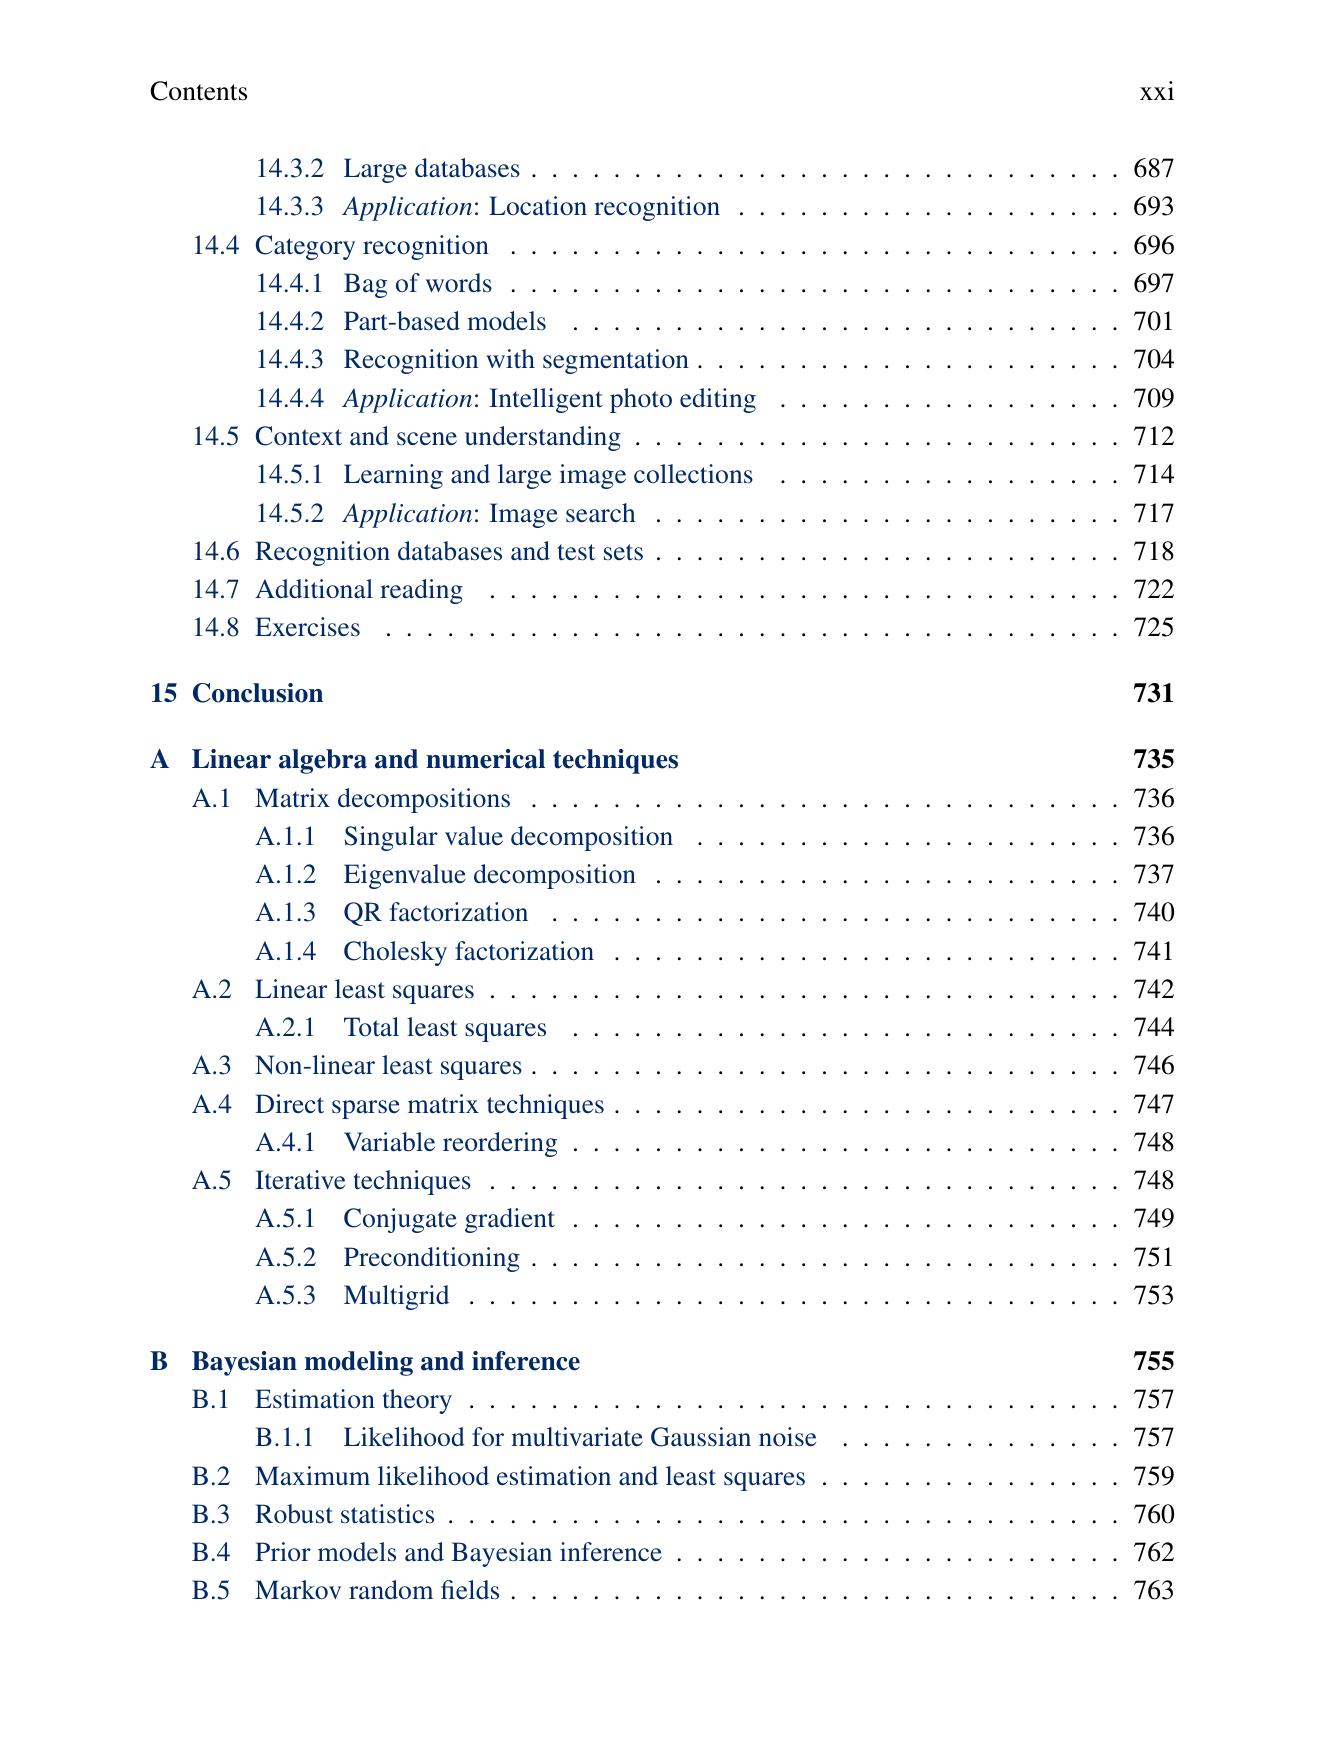 Contents xxi
14.3.2 Large databases . . . . . . . . . . . . . . . . . . . . . . . . . . . . . 687
14.3.3 Application: Location recognition . . . . . . . . . . . . . . . . . . . 693
14.4 Category recognition . . . . . . . . . . . . . . . . . . . . . . . . . . . . . . 696
14.4.1 Bag of words . . . . . . . . . . . . . . . . . . . . . . . . . . . . . . 697
14.4.2 Part-based models . . . . . . . . . . . . . . . . . . . . . . . . . . . 701
14.4.3 Recognition with segmentation . . . . . . . . . . . . . . . . . . . . . 704
14.4.4 Application: Intelligent photo editing . . . . . . . . . . . . . . . . . 709
14.5 Context and scene understanding . . . . . . . . . . . . . . . . . . . . . . . . 712
14.5.1 Learning and large image collections . . . . . . . . . . . . . . . . . 714
14.5.2 Application: Image search . . . . . . . . . . . . . . . . . . . . . . . 717
14.6 Recognition databases and test sets . . . . . . . . . . . . . . . . . . . . . . . 718
14.7 Additional reading . . . . . . . . . . . . . . . . . . . . . . . . . . . . . . . 722
14.8 Exercises . . . . . . . . . . . . . . . . . . . . . . . . . . . . . . . . . . . . 725
15 Conclusion 731
A Linear algebra and numerical techniques 735
A.1 Matrix decompositions . . . . . . . . . . . . . . . . . . . . . . . . . . . . . 736
A.1.1 Singular value decomposition . . . . . . . . . . . . . . . . . . . . . 736
A.1.2 Eigenvalue decomposition . . . . . . . . . . . . . . . . . . . . . . . 737
A.1.3 QR factorization . . . . . . . . . . . . . . . . . . . . . . . . . . . . 740
A.1.4 Cholesky factorization . . . . . . . . . . . . . . . . . . . . . . . . . 741
A.2 Linear least squares . . . . . . . . . . . . . . . . . . . . . . . . . . . . . . . 742
A.2.1 Total least squares . . . . . . . . . . . . . . . . . . . . . . . . . . . 744
A.3 Non-linear least squares . . . . . . . . . . . . . . . . . . . . . . . . . . . . . 746
A.4 Direct sparse matrix techniques . . . . . . . . . . . . . . . . . . . . . . . . . 747
A.4.1 Variable reordering . . . . . . . . . . . . . . . . . . . . . . . . . . . 748
A.5 Iterative techniques . . . . . . . . . . . . . . . . . . . . . . . . . . . . . . . 748
A.5.1 Conjugate gradient . . . . . . . . . . . . . . . . . . . . . . . . . . . 749
A.5.2 Preconditioning . . . . . . . . . . . . . . . . . . . . . . . . . . . . . 751
A.5.3 Multigrid . . . . . . . . . . . . . . . . . . . . . . . . . . . . . . . . 753
B Bayesian modeling and inference 755
B.1 Estimation theory . . . . . . . . . . . . . . . . . . . . . . . . . . . . . . . . 757
B.1.1 Likelihood for multivariate Gaussian noise . . . . . . . . . . . . . . 757
B.2 Maximum likelihood estimation and least squares . . . . . . . . . . . . . . . 759
B.3 Robust statistics . . . . . . . . . . . . . . . . . . . . . . . . . . . . . . . . . 760
B.4 Prior models and Bayesian inference . . . . . . . . . . . . . . . . . . . . . . 762
B.5 Markov random fields . . . . . . . . . . . . . . . . . . . . . . . . . . . . . . 763